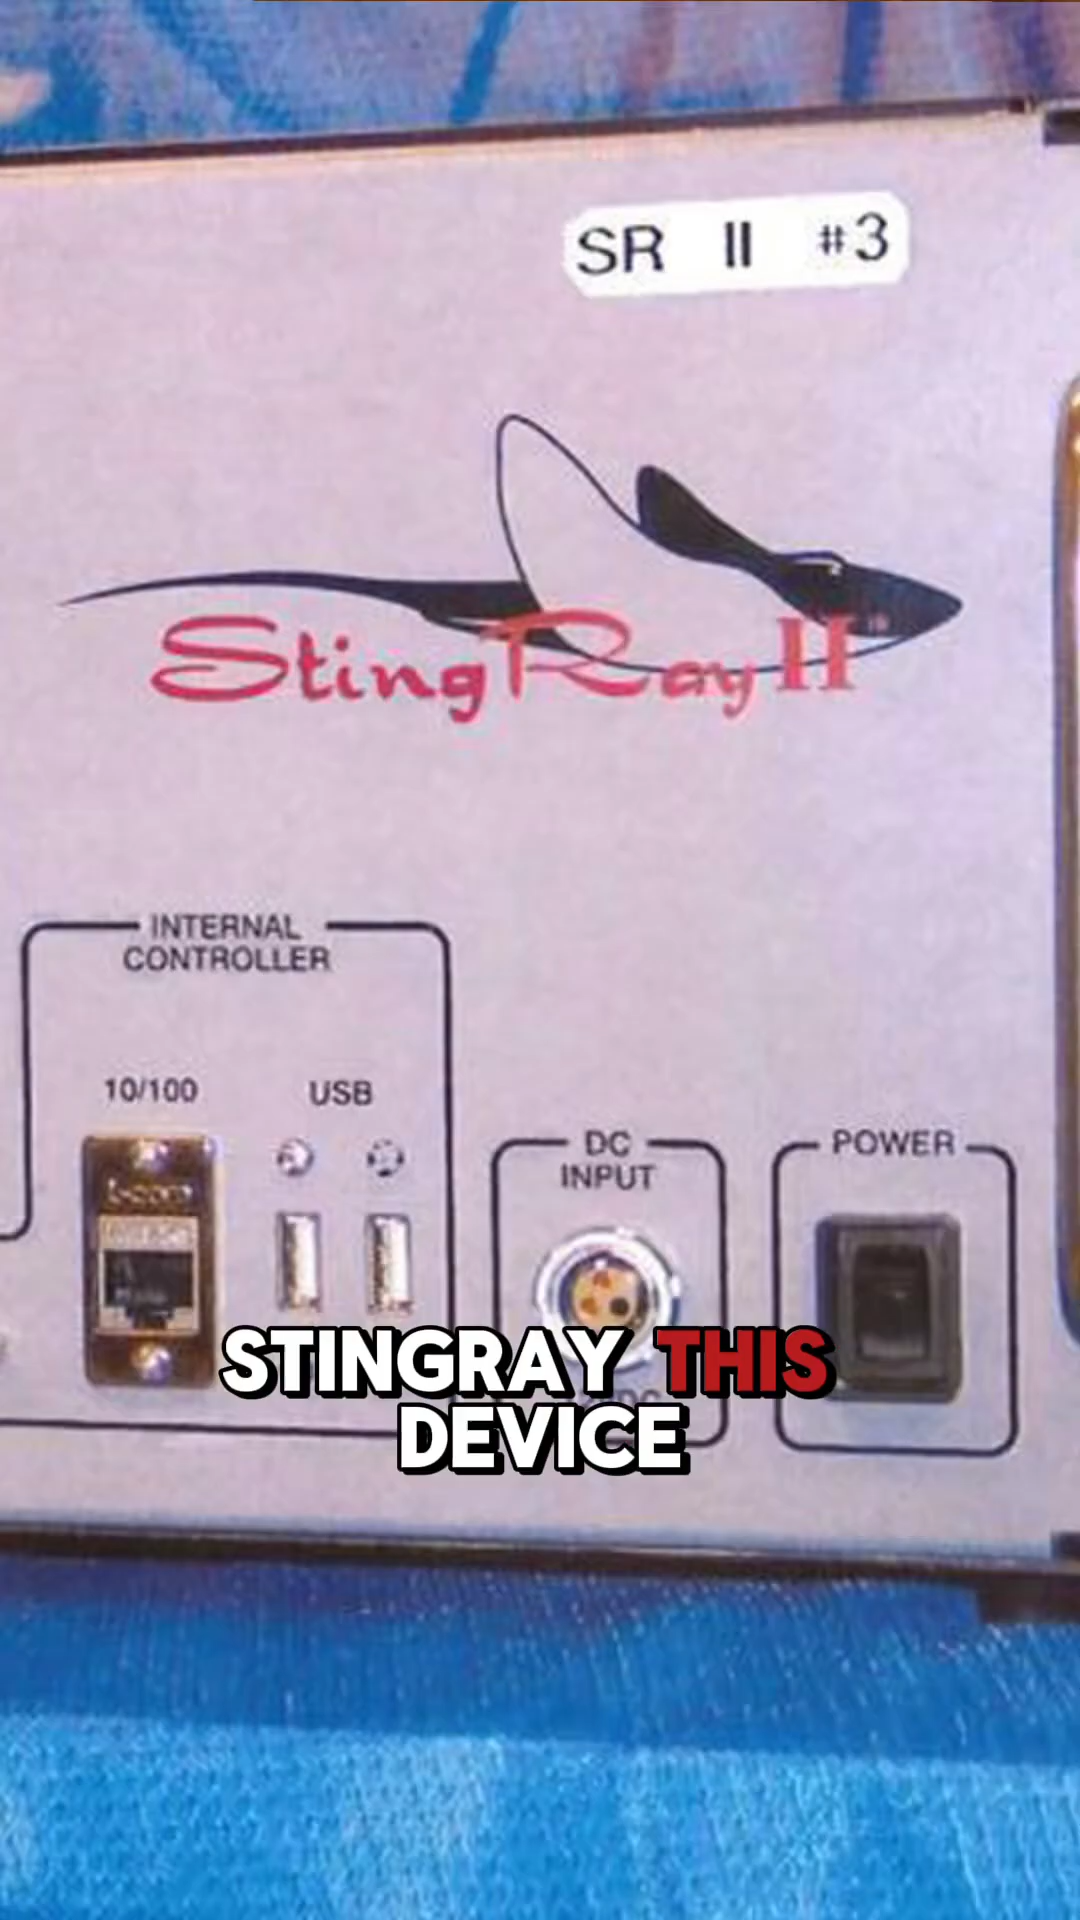 SR II #3
StingRay II
INTERNAL
CONTROLLER
10/100
USB
DC
INPUT
POWER
STINGRAY THIS
DEVICE